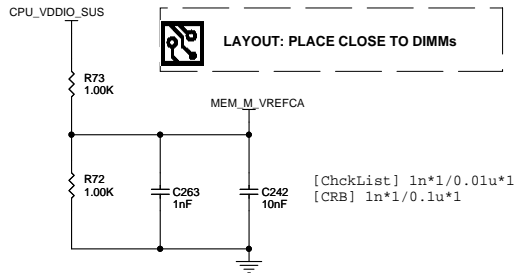 CPU_VDDIO_SUS
LAYOUT: PLACE CLOSE TO DIMMs
R73
1.00K
MEM_M_VREFCA
R72
1.00K
C263
1nF
C242
10nF
[ChckList] 1n*1/0.01u*1
[CRB] 1n*1/0.1u*1